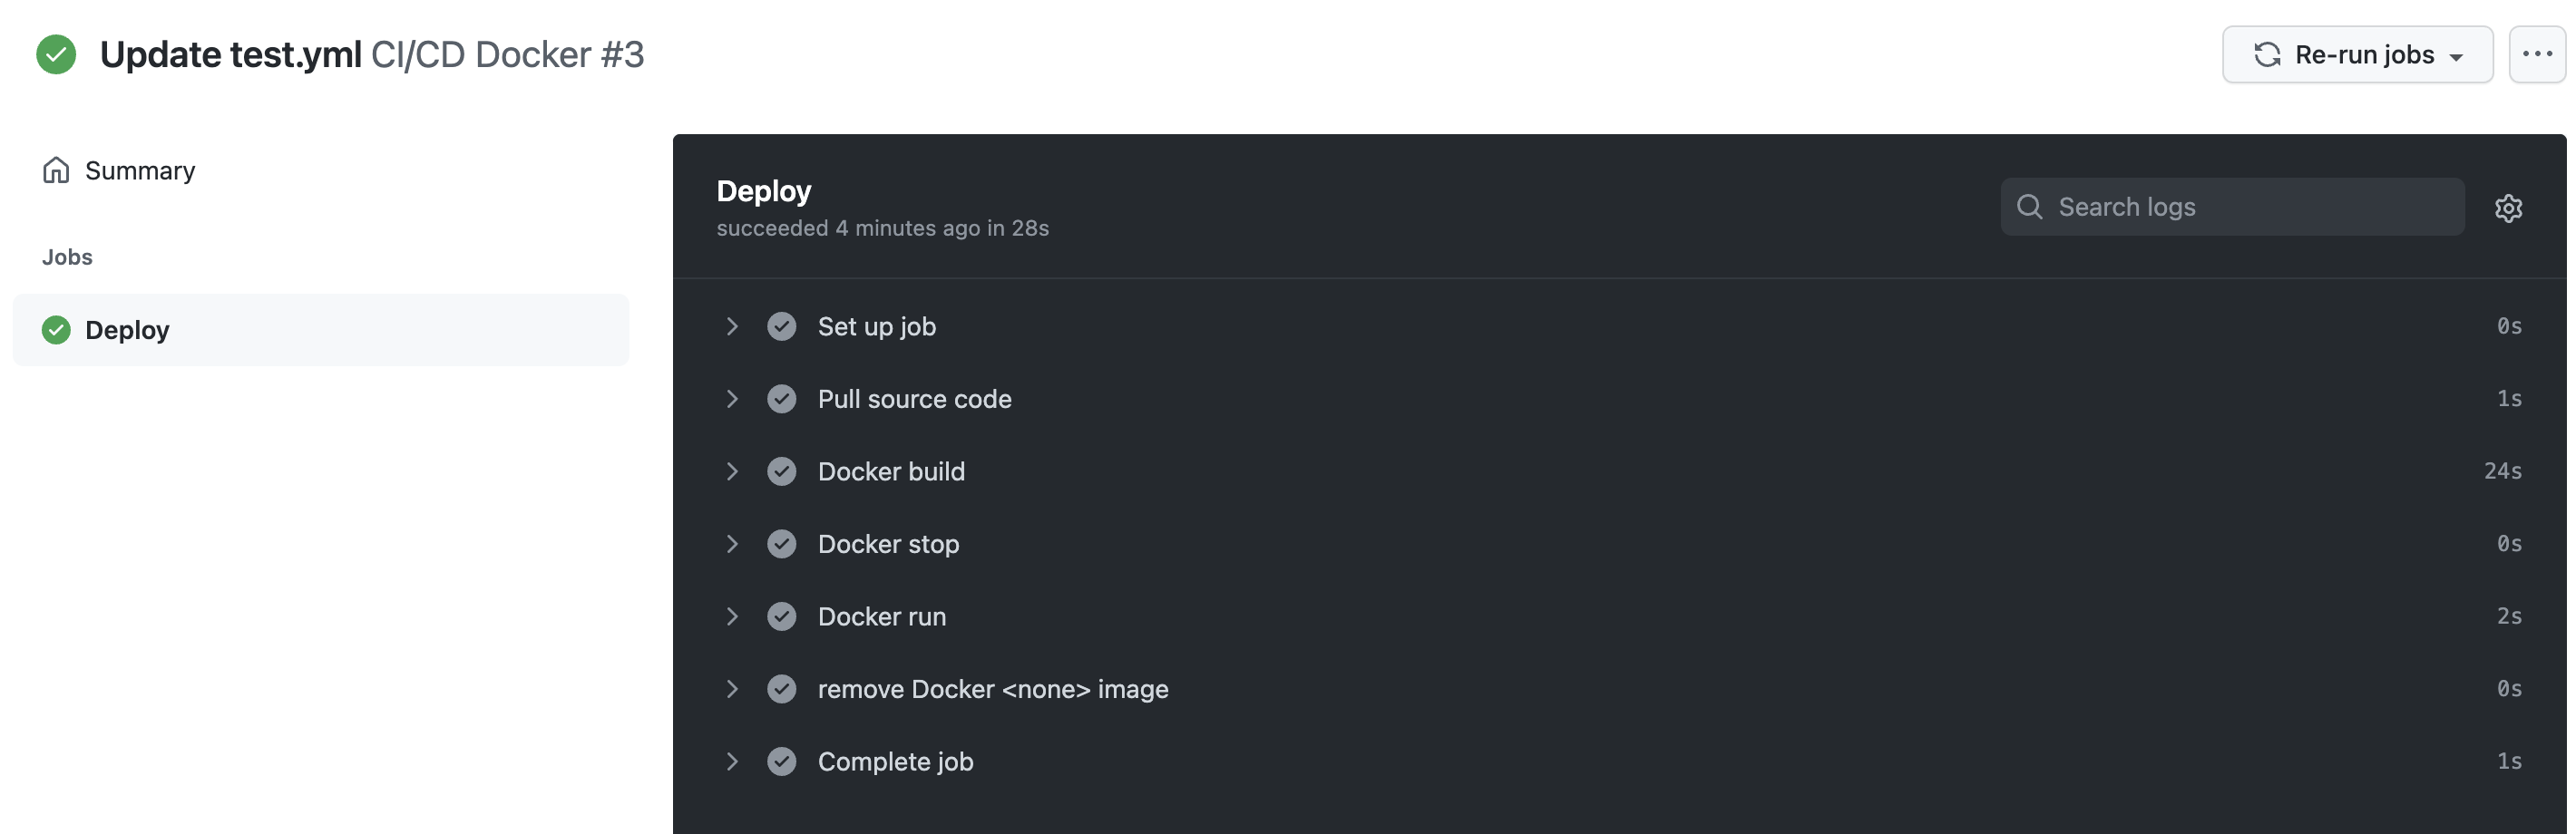 Update test.yml CI/CD Docker #3
Re-run jobs
Summary
Jobs
Deploy
Deploy
succeeded 4 minutes ago in 28s
Search logs
Set up job 0s
Pull source code 1s
Docker build 24s
Docker stop 0s
Docker run 2s
remove Docker <none> image 0s
Complete job 1s